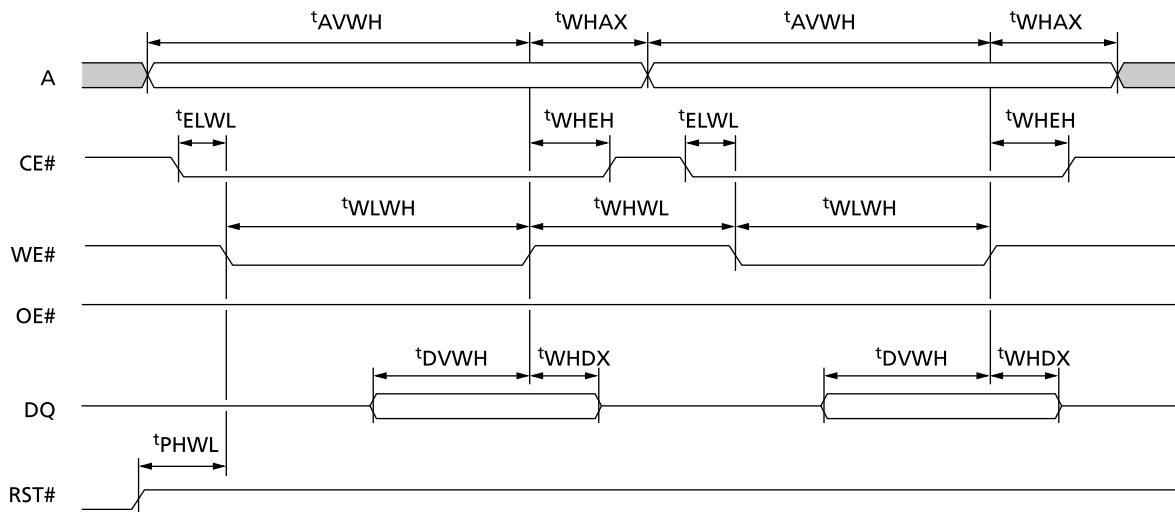 tAVWH tWHAX tAVWH tWHAX
A
tELWL tWHEH tELWL tWHEH
CE#
tWLWH tWHWL tWLWH
WE#
OE#
tDVWH tWHDX tDVWH tWHDX
DQ
tPHWL
RST#